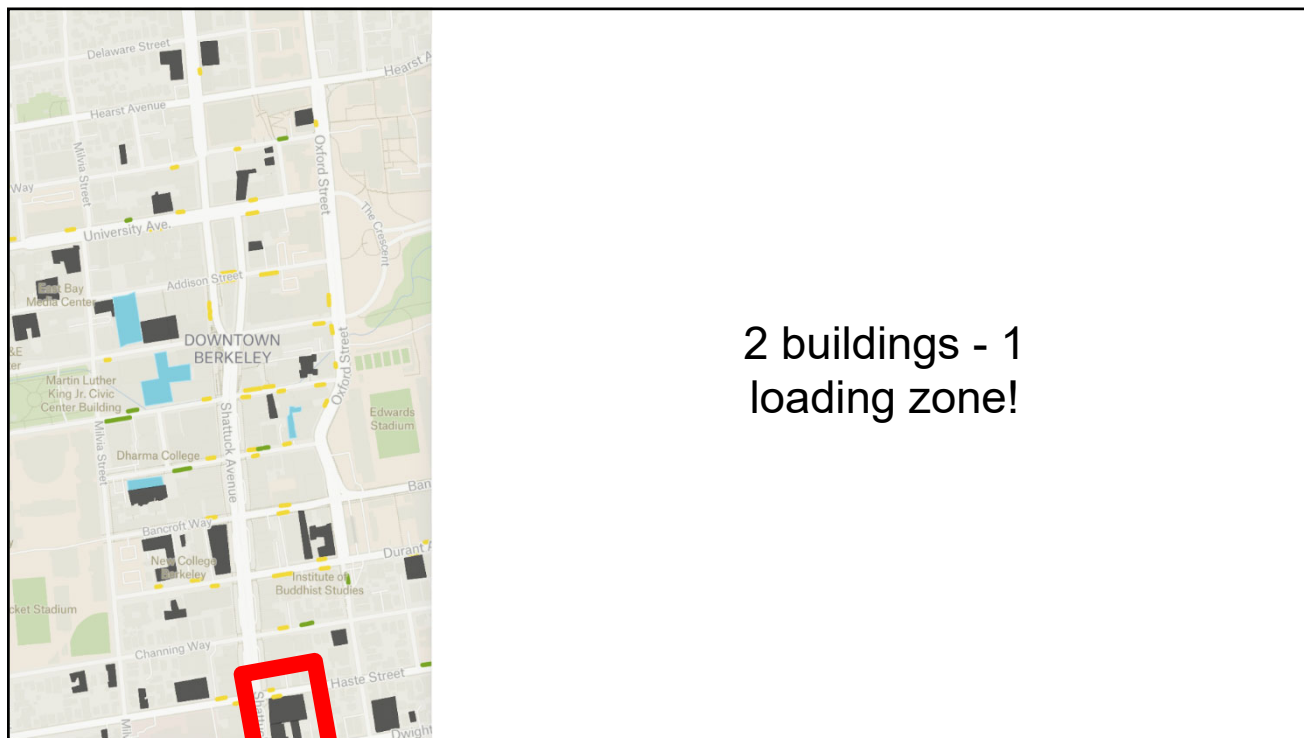 Delaware Street
Hearst A
Hearst Avenue
Milvia Street
Oxford Street
Way
The Crescent
University Ave.
Addison Street
East Bay
Media Center
DOWNTOWN
BERKELEY
&E
er
Oxford Street
Martin Luther
King Jr. Civic
Center Building
Shattuck Avenue
Edwards
Stadium
Milvia Street
Dharma College
Ban
Bancroft Way
New College
Berkeley
Durant A
Institute of
Buddhist Studies
cket Stadium
Channing Way
Haste Street
Shattu
Mil
Dwight
2 buildings - 1
loading zone!